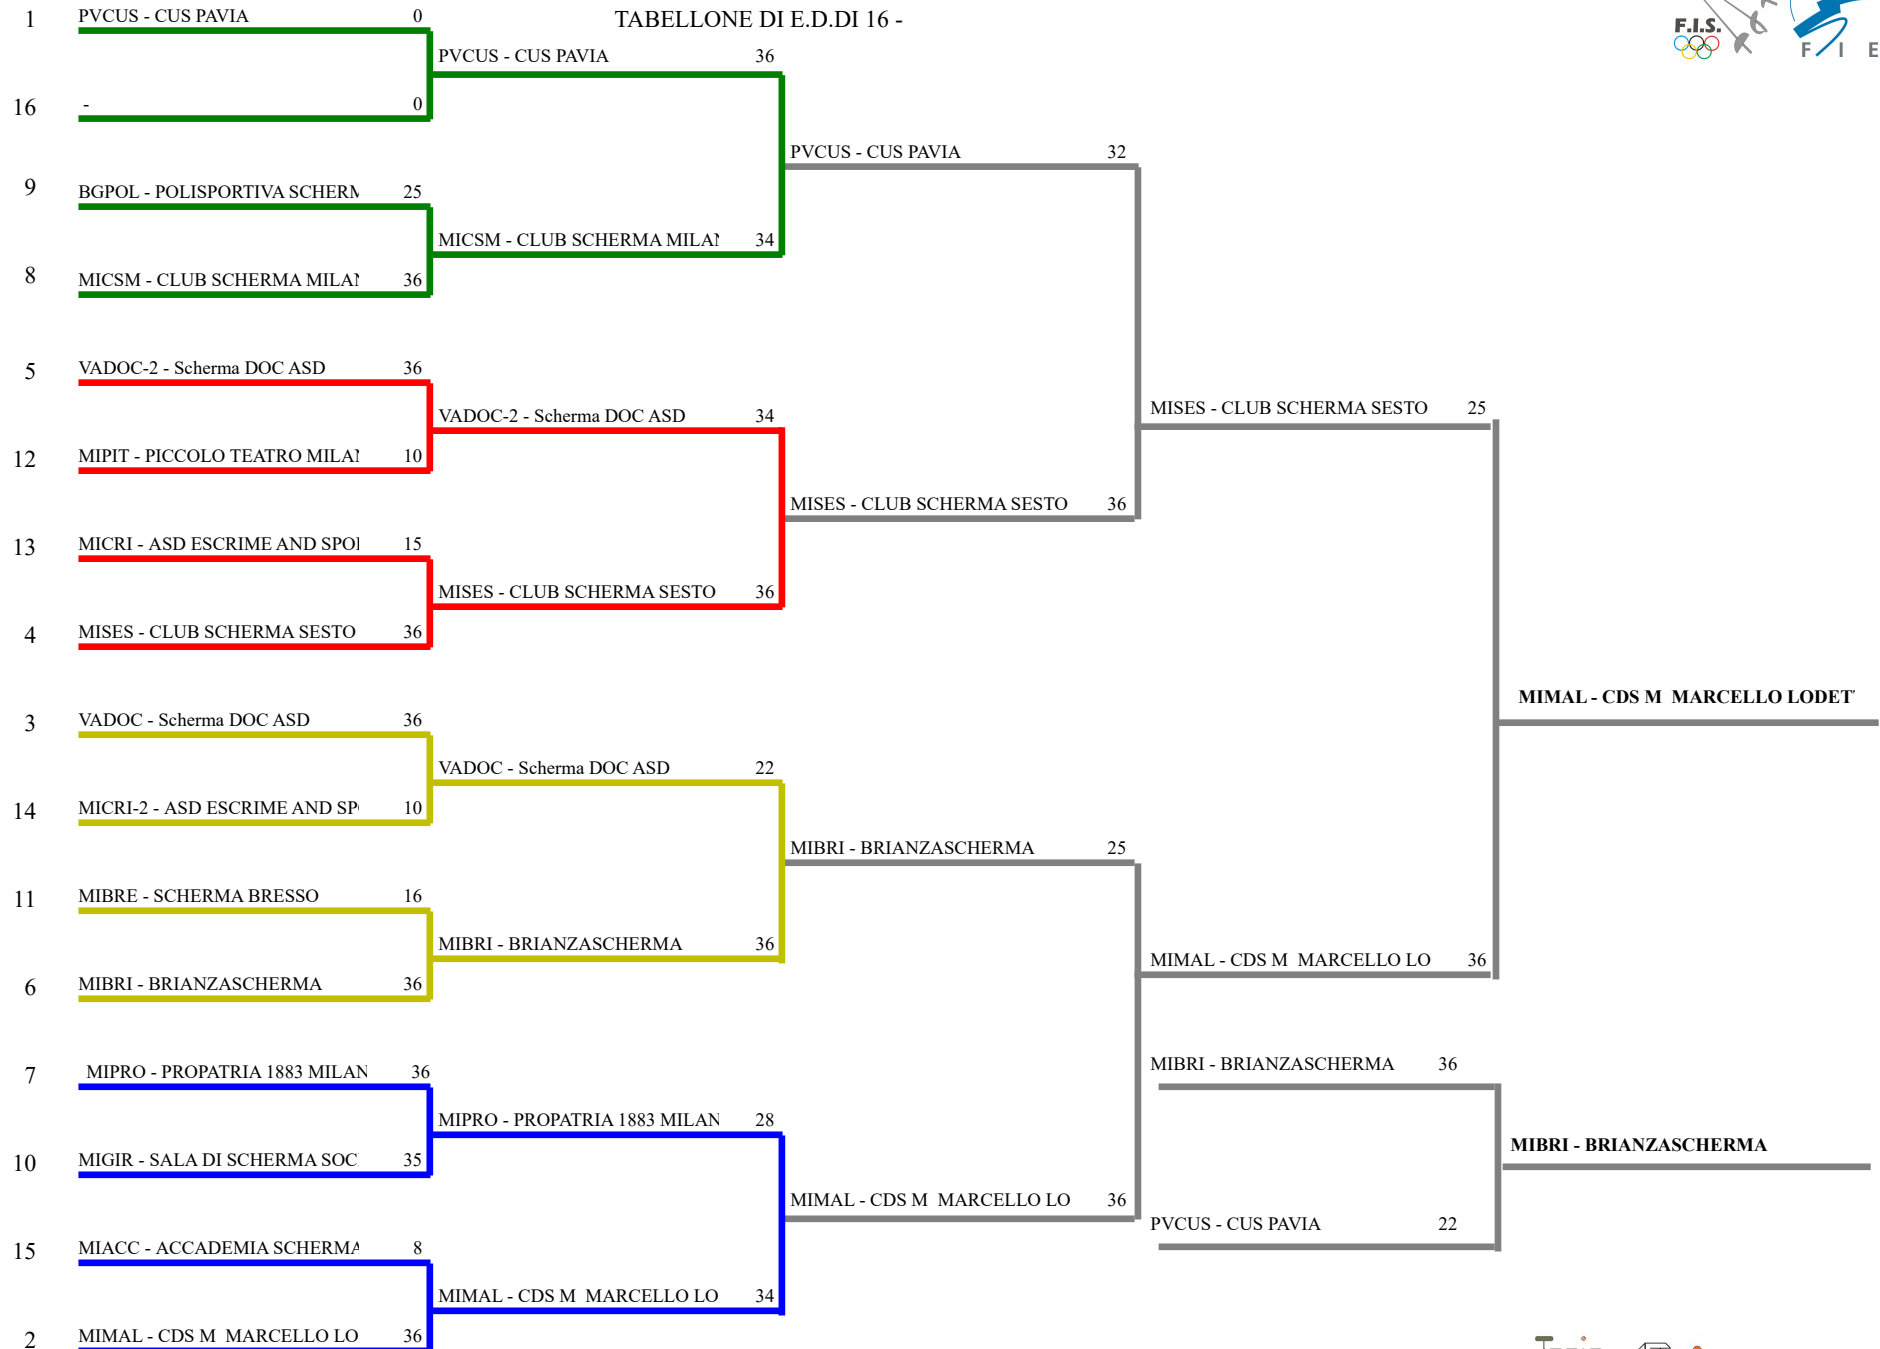 TABELLONE DI E.D.DI 16 -
F.I.S.
F I E
1 PVCUS - CUS PAVIA 0
16 - 0
9 BGPOL - POLISPORTIVA SCHERM 25
8 MICSM - CLUB SCHERMA MILAN 36
5 VADOC-2 - Scherma DOC ASD 36
12 MIPIT - PICCOLO TEATRO MILAN 10
13 MICRI - ASD ESCRIME AND SPO 15
4 MISES - CLUB SCHERMA SESTO 36
3 VADOC - Scherma DOC ASD 36
14 MICRI-2 - ASD ESCRIME AND SP 10
11 MIBRE - SCHERMA BRESSO 16
6 MIBRI - BRIANZASCHERMA 36
7 MIPRO - PROPATRIA 1883 MILAN 36
10 MIGIR - SALA DI SCHERMA SOC 35
15 MIACC - ACCADEMIA SCHERMA 8
2 MIMAL - CDS M MARCELLO LO 36
PVCUS - CUS PAVIA 36
MICSM - CLUB SCHERMA MILAN 34
VADOC-2 - Scherma DOC ASD 34
MISES - CLUB SCHERMA SESTO 36
VADOC - Scherma DOC ASD 22
MIBRI - BRIANZASCHERMA 36
MIPRO - PROPATRIA 1883 MILAN 28
MIMAL - CDS M MARCELLO LO 34
PVCUS - CUS PAVIA 32
MISES - CLUB SCHERMA SESTO 36
MIBRI - BRIANZASCHERMA 25
MIMAL - CDS M MARCELLO LO 36
MISES - CLUB SCHERMA SESTO 25
MIMAL - CDS M MARCELLO LO 36
MIBRI - BRIANZASCHERMA 36
PVCUS - CUS PAVIA 22
MIMAL - CDS M MARCELLO LODET
MIBRI - BRIANZASCHERMA